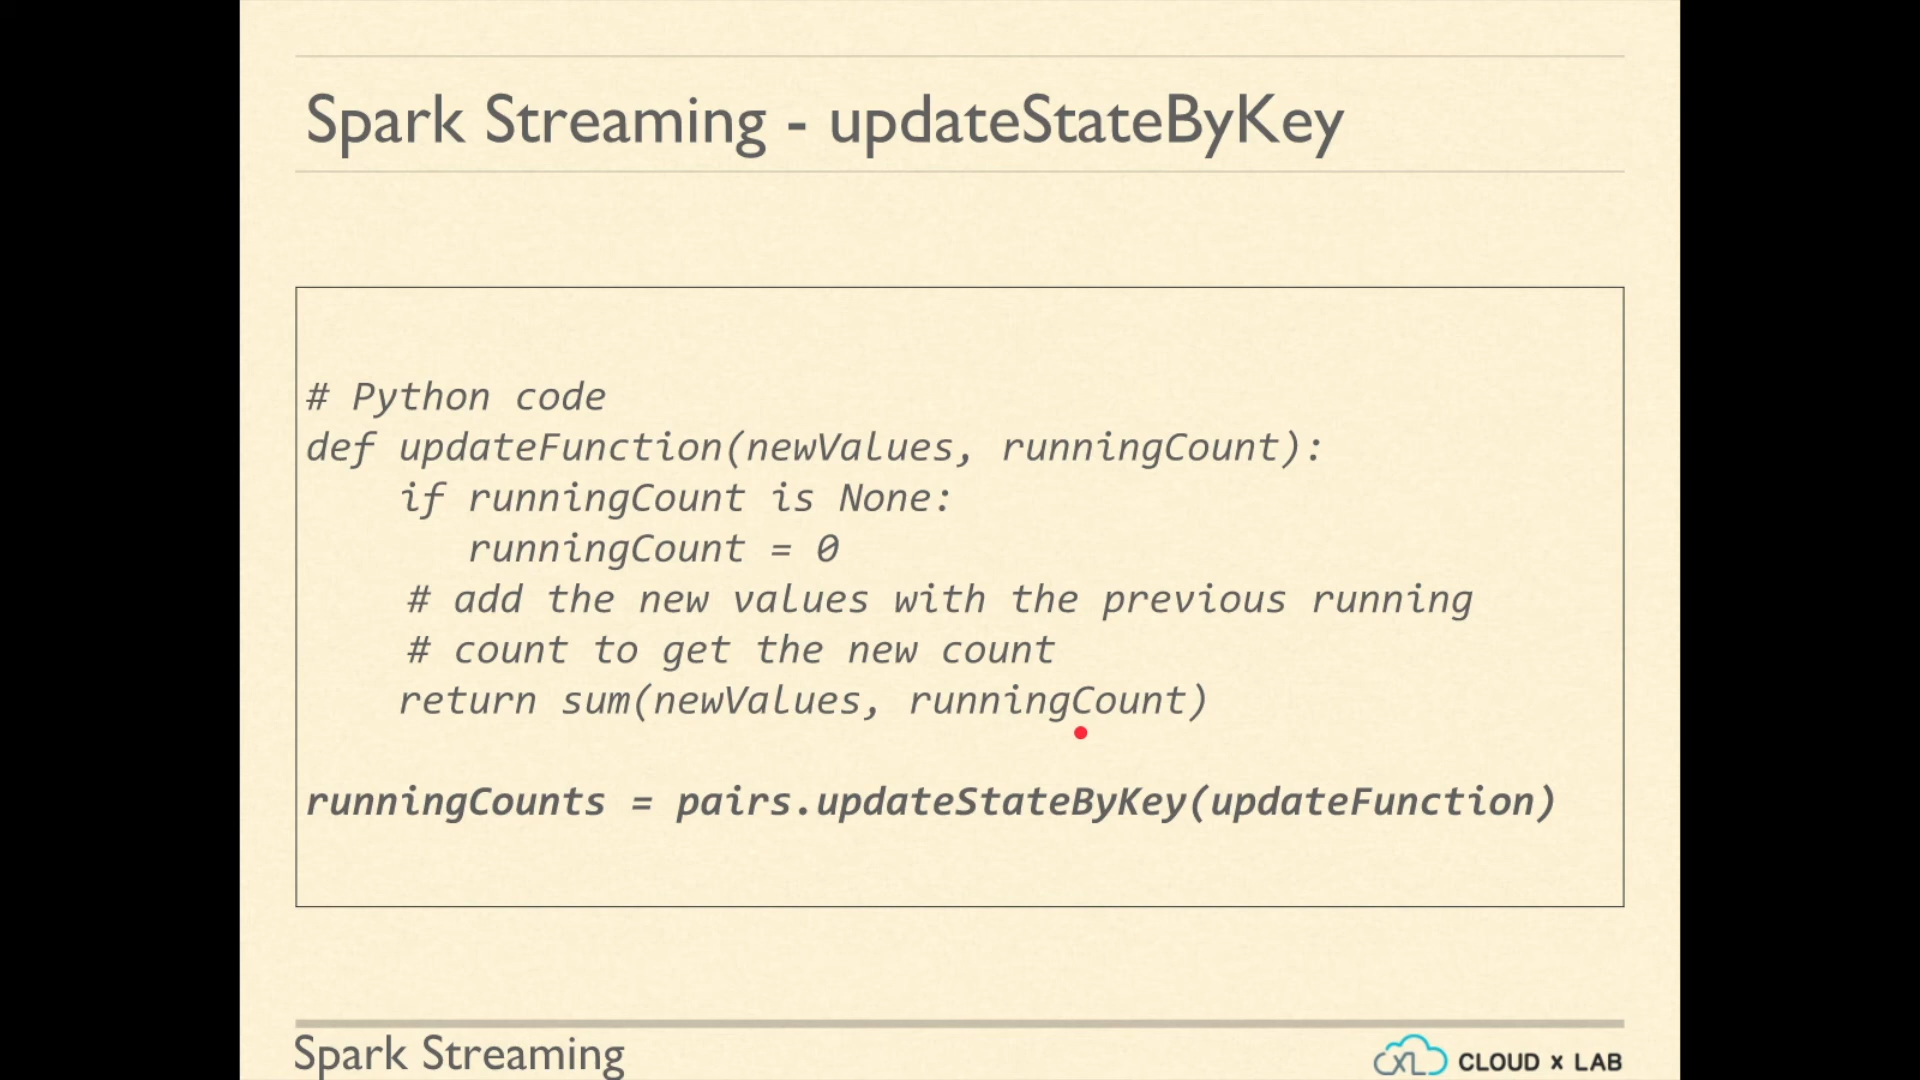 Spark Streaming - updateStateByKey
# Python code
def updateFunction(newValues, runningCount):
    if runningCount is None:
       runningCount = 0
    # add the new values with the previous running
    # count to get the new count
    return sum(newValues, runningCount)
runningCounts = pairs.updateStateByKey(updateFunction)
Spark Streaming
CXL CLOUD x LAB